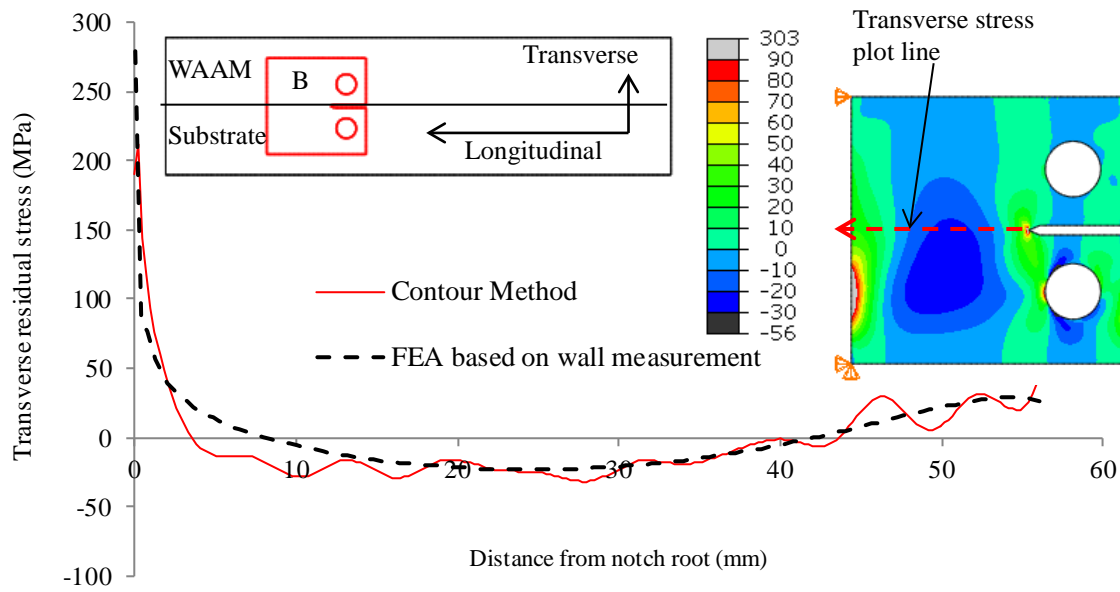 300
250
200
150
100
50
0
-50
-100
Transverse residual stress (MPa)
WAAM
B
Transverse
Substrate
Longitudinal
303
90
80
70
60
50
40
30
20
10
0
-10
-20
-30
-56
Transverse stress
plot line
Contour Method
FEA based on wall measurement
0
10
20
30
40
50
60
Distance from notch root (mm)